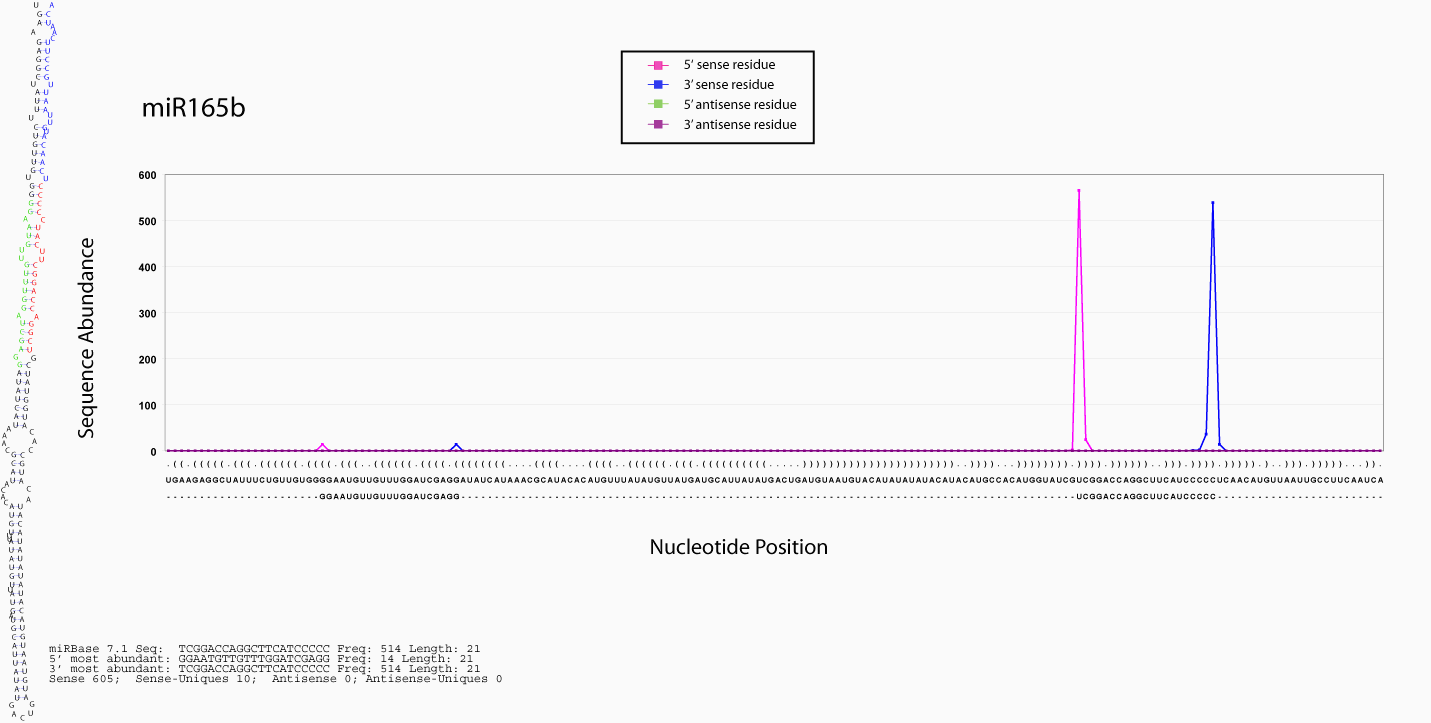 miR165b
5’ sense residue
3’ sense residue
5’ antisense residue
3’ antisense residue
Sequence Abundance
600
500
400
300
200
100
0
UGAAGAGGCUAUUUCUGUUGUGGGGAAUGUUGUUUGGAUCGAGGAUAUCAUAAACGCAUACACAUGUUUAUAUGUUAUGAUGCAUUAUAUGACUGAUGUAAUGUACAUAUAUAUAUACAUACAUGCCACAUGGUAUCGUCGGACCAGGCUUCAUCCCCCUCAACAUGUUAAUUGCCUUCAAUCA
GGAAUGUUGUUUGGAUCGAGG
UCGGACCAGGCUUCAUCCCCC
Nucleotide Position
miRBase 7.1 Seq: TCGGACCAGGCTTCATCCCCC Freq: 514 Length: 21
5’ most abundant: GGAATGTTGTTTGGATCGAGG Freq: 14 Length: 21
3’ most abundant: TCGGACCAGGCTTCATCCCCC Freq: 514 Length: 21
Sense 605; Sense-Uniques 10; Antisense 0; Antisense-Uniques 0